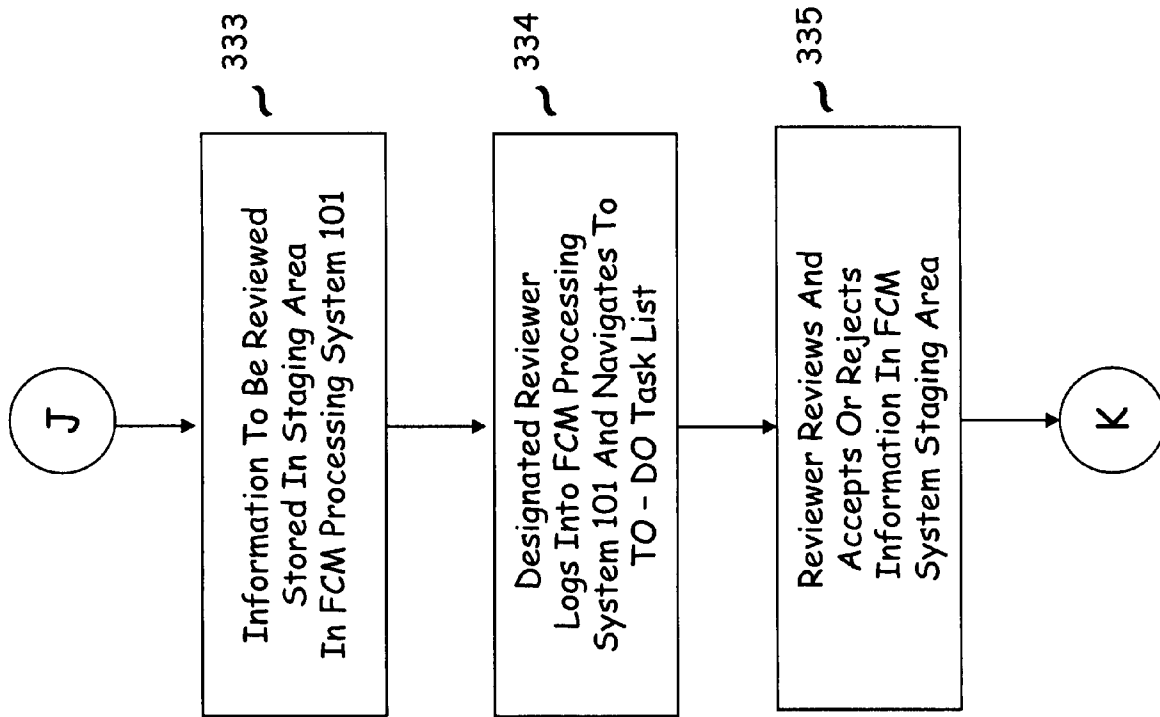 J
Information To Be Reviewed
Stored In Staging Area
In FCM Processing System 101
333
Designated Reviewer
Logs Into FCM Processing
System 101 And Navigates To
TO - DO Task List
334
Reviewer Reviews And
Accepts Or Rejects
Information In FCM
System Staging Area
335
K